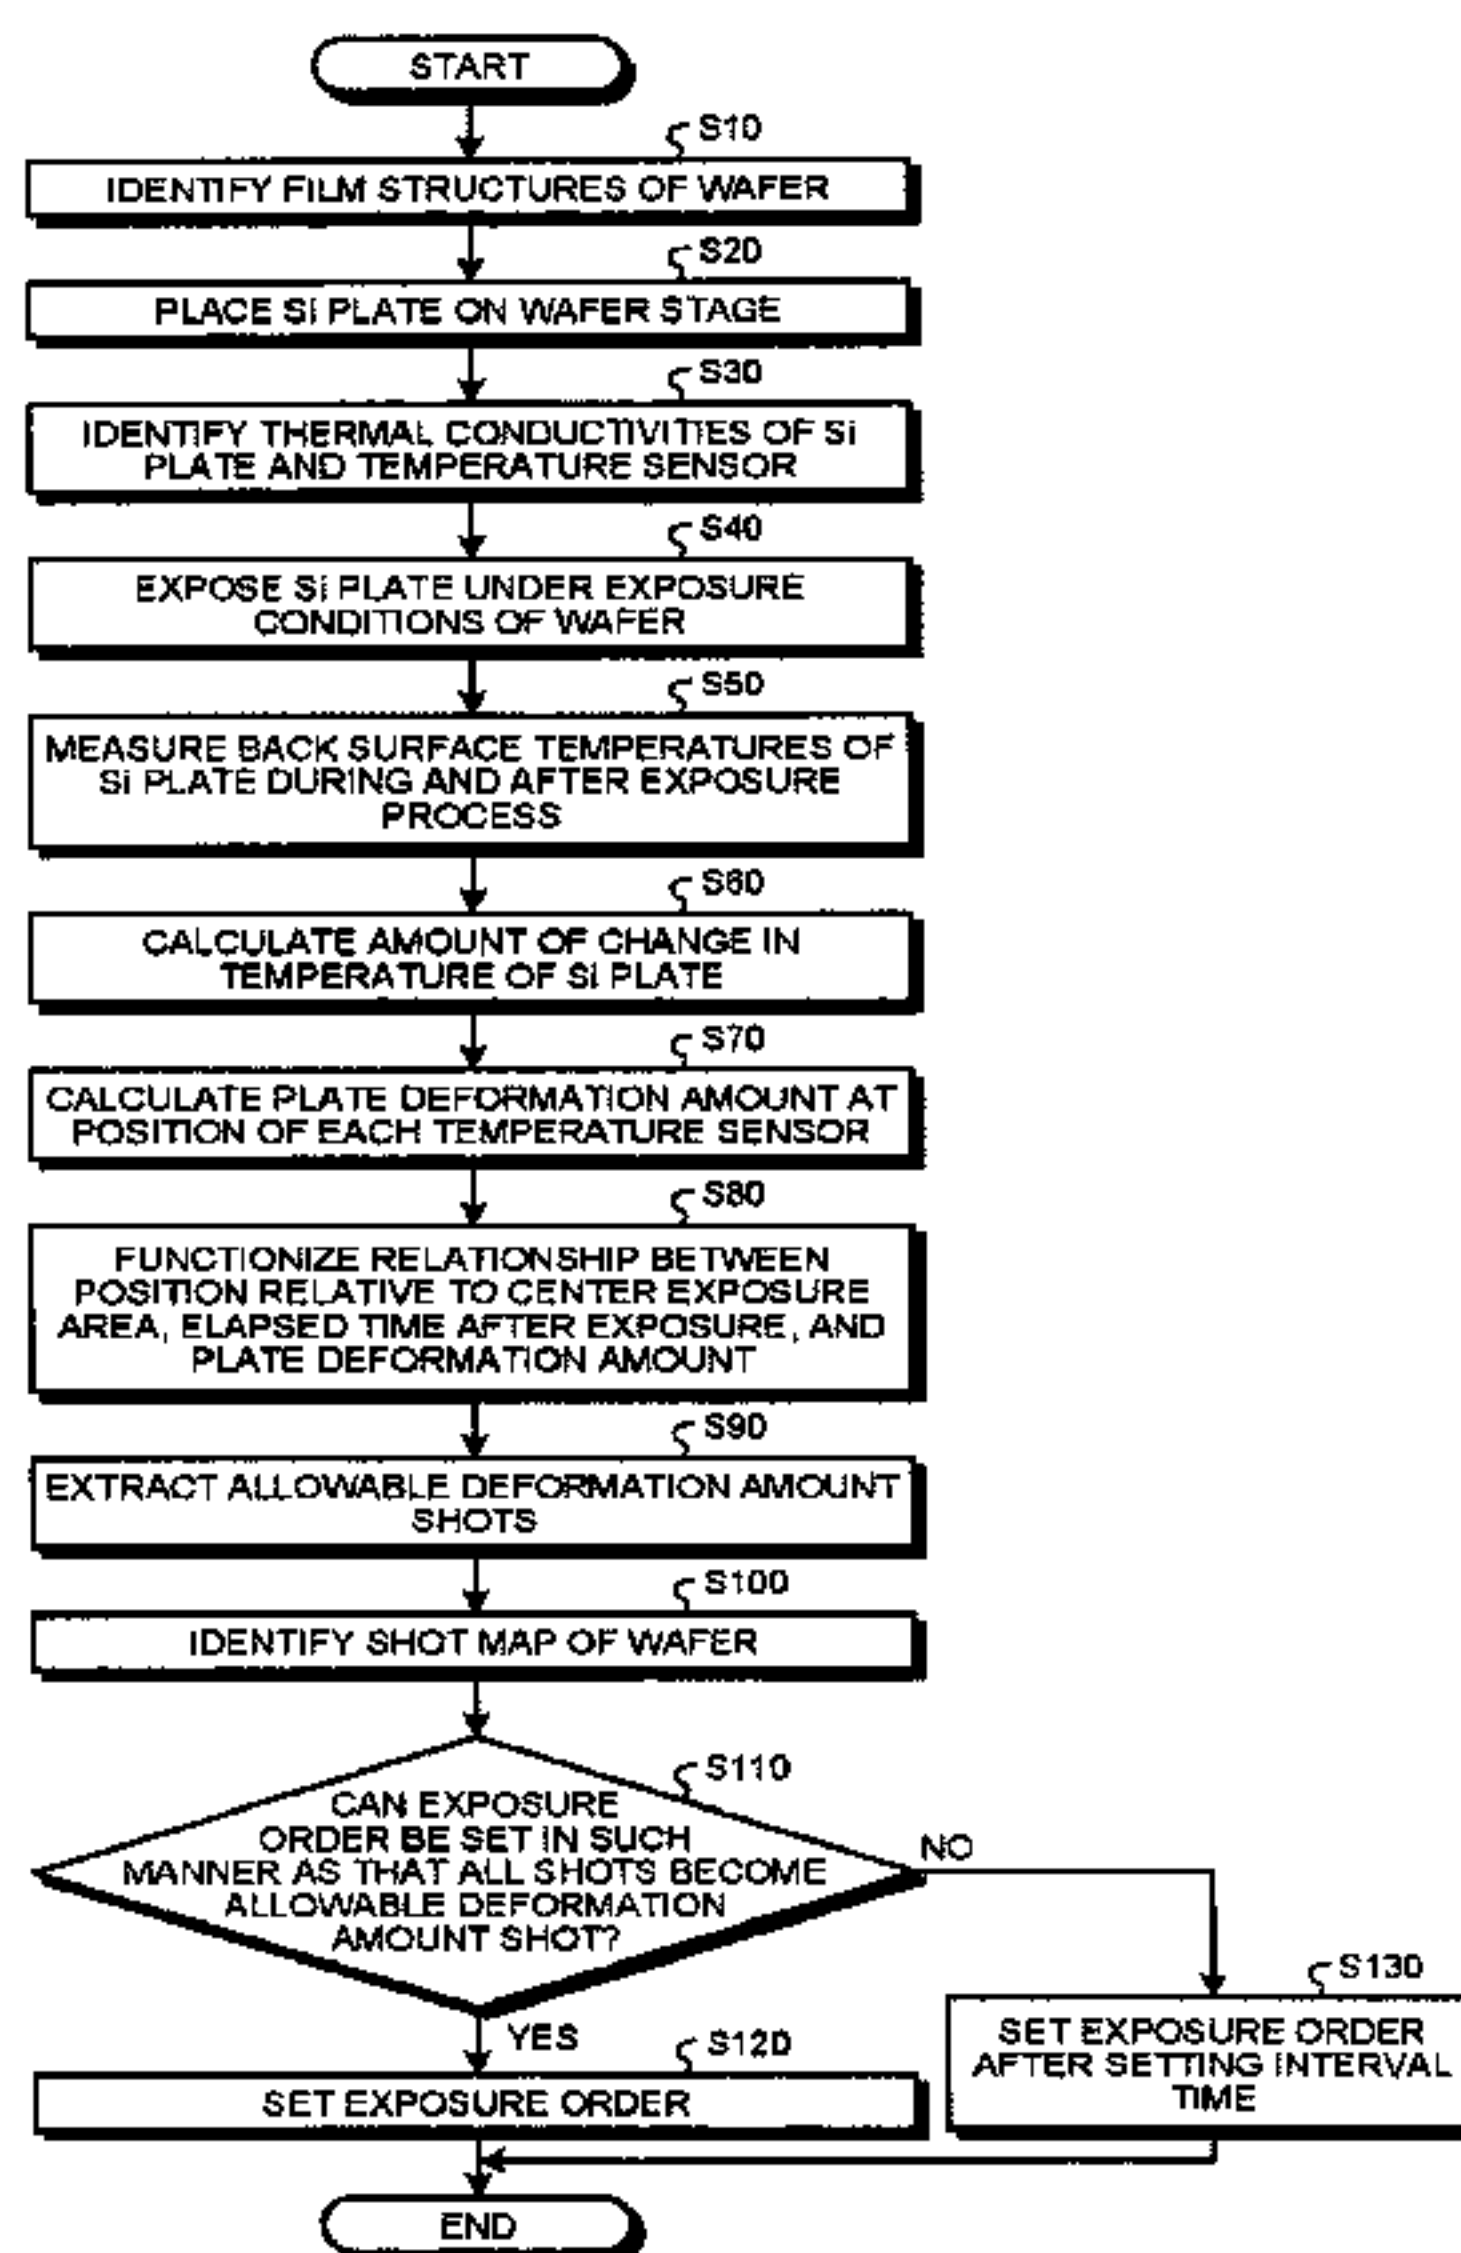 START
S10
IDENTIFY FILM STRUCTURES OF WAFER
S20
PLACE Si PLATE ON WAFER STAGE
S30
IDENTIFY THERMAL CONDUCTIVITIES OF Si
PLATE AND TEMPERATURE SENSOR
S40
EXPOSE Si PLATE UNDER EXPOSURE
CONDITIONS OF WAFER
S50
MEASURE BACK SURFACE TEMPERATURES OF
Si PLATE DURING AND AFTER EXPOSURE
PROCESS
S60
CALCULATE AMOUNT OF CHANGE IN
TEMPERATURE OF Si PLATE
S70
CALCULATE PLATE DEFORMATION AMOUNT AT
POSITION OF EACH TEMPERATURE SENSOR
S80
FUNCTIONIZE RELATIONSHIP BETWEEN
POSITION RELATIVE TO CENTER EXPOSURE
AREA, ELAPSED TIME AFTER EXPOSURE, AND
PLATE DEFORMATION AMOUNT
S90
EXTRACT ALLOWABLE DEFORMATION AMOUNT
SHOTS
S100
IDENTIFY SHOT MAP OF WAFER
S110
CAN EXPOSURE
ORDER BE SET IN SUCH
MANNER AS THAT ALL SHOTS BECOME
ALLOWABLE DEFORMATION
AMOUNT SHOT?
NO
YES
S120
SET EXPOSURE ORDER
S130
SET EXPOSURE ORDER
AFTER SETTING INTERVAL
TIME
END